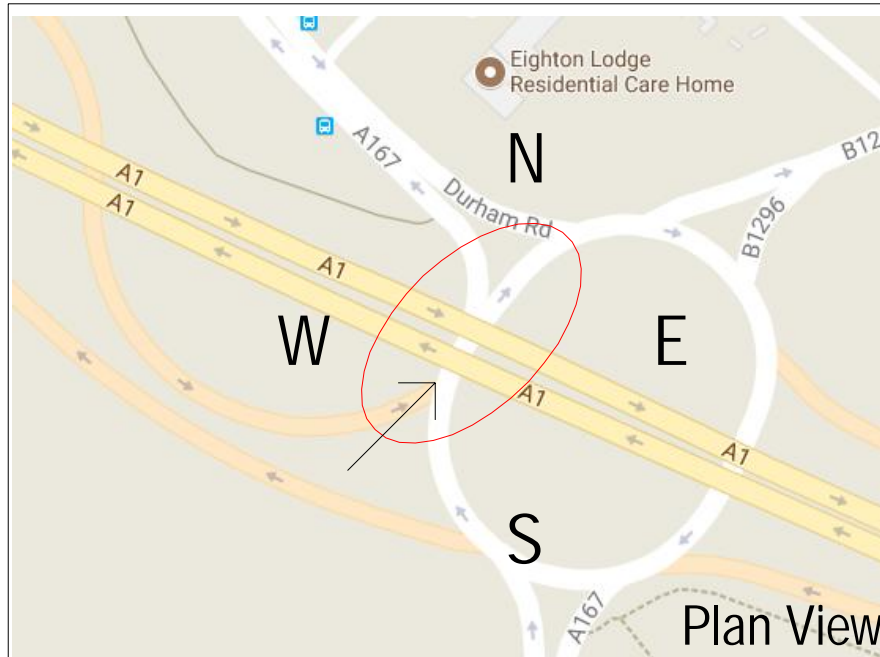 Eighton Lodge
Residential Care Home
N
A167
B12
Durham Rd
B1296
A1
A1
A1
W
E
A1
A1
S
A167
Plan View